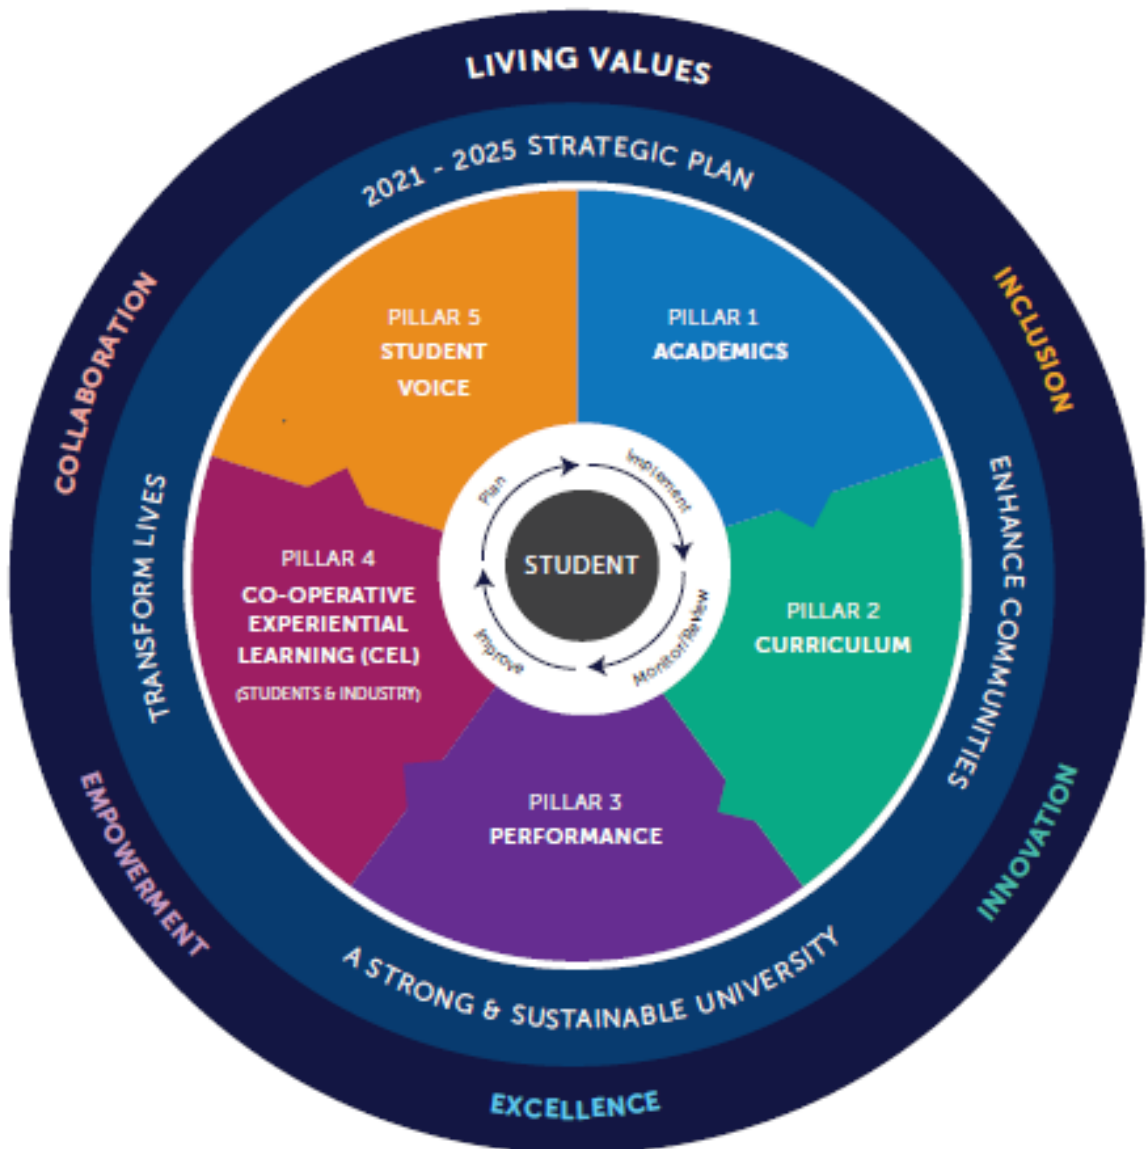 LIVING VALUES
2021 - 2025 STRATEGIC PLAN
COLLABORATION
INCLUSION
PILLAR 5
STUDENT
VOICE
PILLAR 1
ACADEMICS
TRANSFORM LIVES
ENHANCE COMMUNITIES
Plan
Implement
STUDENT
Improve
Monitor/Review
PILLAR 4
CO-OPERATIVE
EXPERIENTIAL
LEARNING (CEL)
(STUDENTS & INDUSTRY)
PILLAR 2
CURRICULUM
PILLAR 3
PERFORMANCE
EMPOWERMENT
INNOVATION
A STRONG & SUSTAINABLE UNIVERSITY
EXCELLENCE